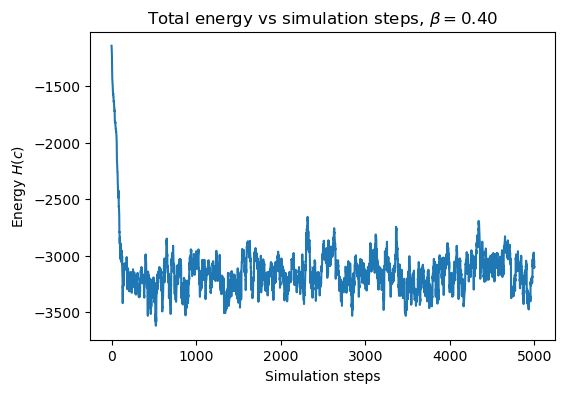 Total energy vs simulation steps, β = 0.40
Energy H(c)
−1500
−2000
−2500
−3000
−3500
0 1000 2000 3000 4000 5000
Simulation steps